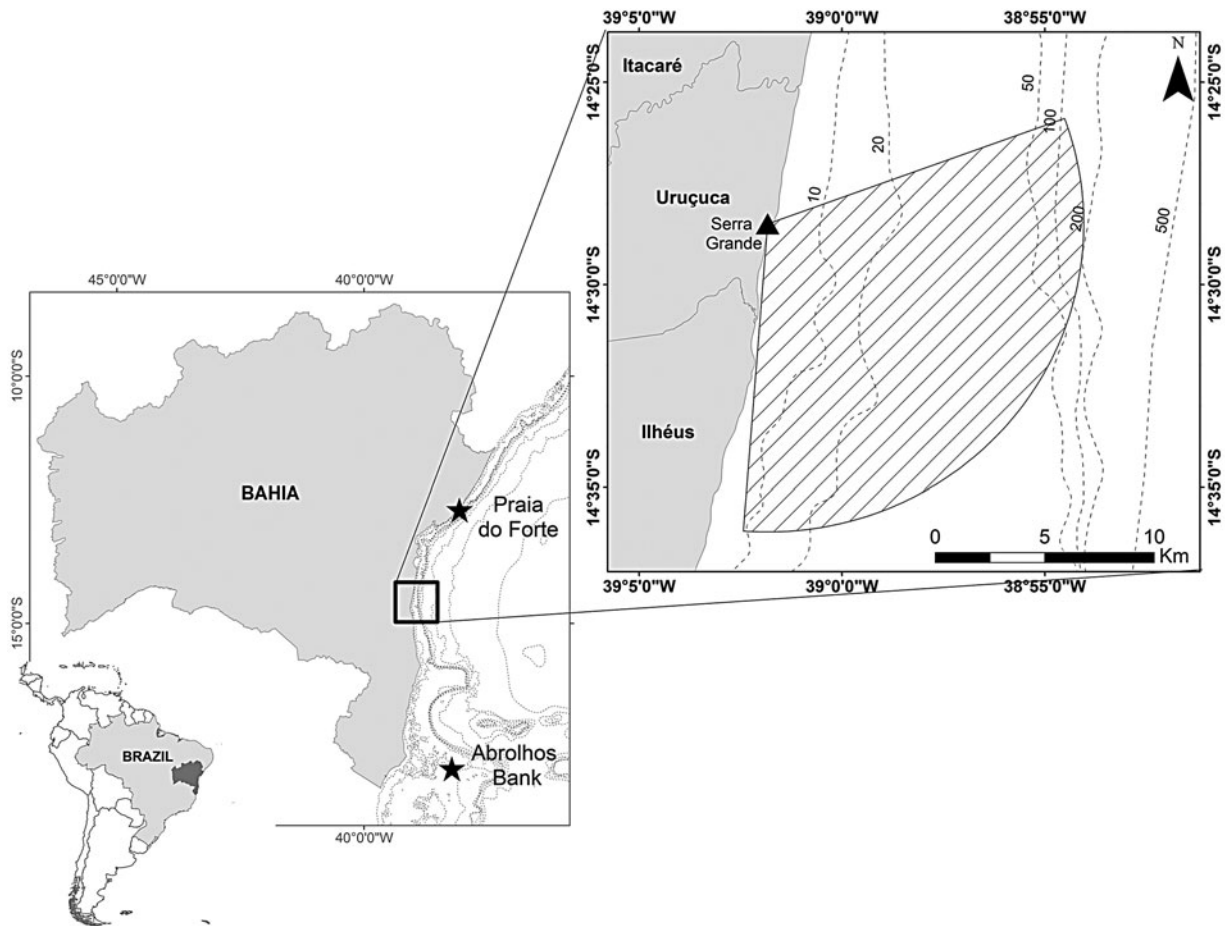 39°5'0"W
39°0'0"W
38°55'0"W
14°25'0"S
14°30'0"S
14°35'0"S
Itacaré
Uruçuca
Serra
Grande
Ilhéus
10
20
50
100
200
500
N
14°25'0"S
14°30'0"S
14°35'0"S
0
5
10
Km
39°5'0"W
39°0'0"W
38°55'0"W
45°0'0"W
40°0'0"W
10°0'0"S
15°0'0"S
BAHIA
Praia
do Forte
Abrolhos
Bank
40°0'0"W
BRAZIL